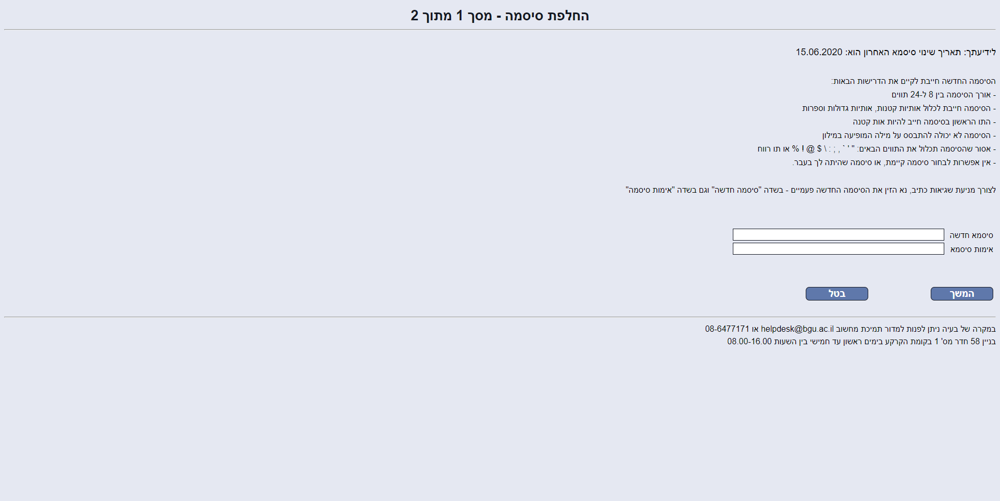 החלפת סיסמה - מסך 1 מתוך 2
לידיעתך: תאריך שינוי סיסמא האחרון הוא: 15.06.2020
הסיסמה החדשה חייבת לקיים את הדרישות הבאות:
- אורך הסיסמה בין 8 ל-24 תווים
- הסיסמה חייבת לכלול אותיות קטנות, אותיות גדולות וספרות
- התו הראשון בסיסמה חייב להיות אות קטנה
- הסיסמה לא יכולה להתבסס על מילה המופיעה במילון
- אסור שהסיסמה תכלול את התווים הבאים: " ' ` , ; : \ $ @ ! % או תו רווח
- אין אפשרות לבחור סיסמה קיימת, או סיסמה שהיתה לך בעבר.
לצורך מניעת שגיאות כתיב, נא הזין את הסיסמה החדשה פעמיים - בשדה "סיסמה חדשה" וגם בשדה "אימות סיסמה"
סיסמא חדשה
אימות סיסמא
המשך בטל
במקרה של בעיה ניתן לפנות למדור תמיכת מחשוב helpdesk@bgu.ac.il או 08-6477171
בניין 58 חדר מס' 1 בקומת הקרקע בימים ראשון עד חמישי בין השעות 08.00-16.00